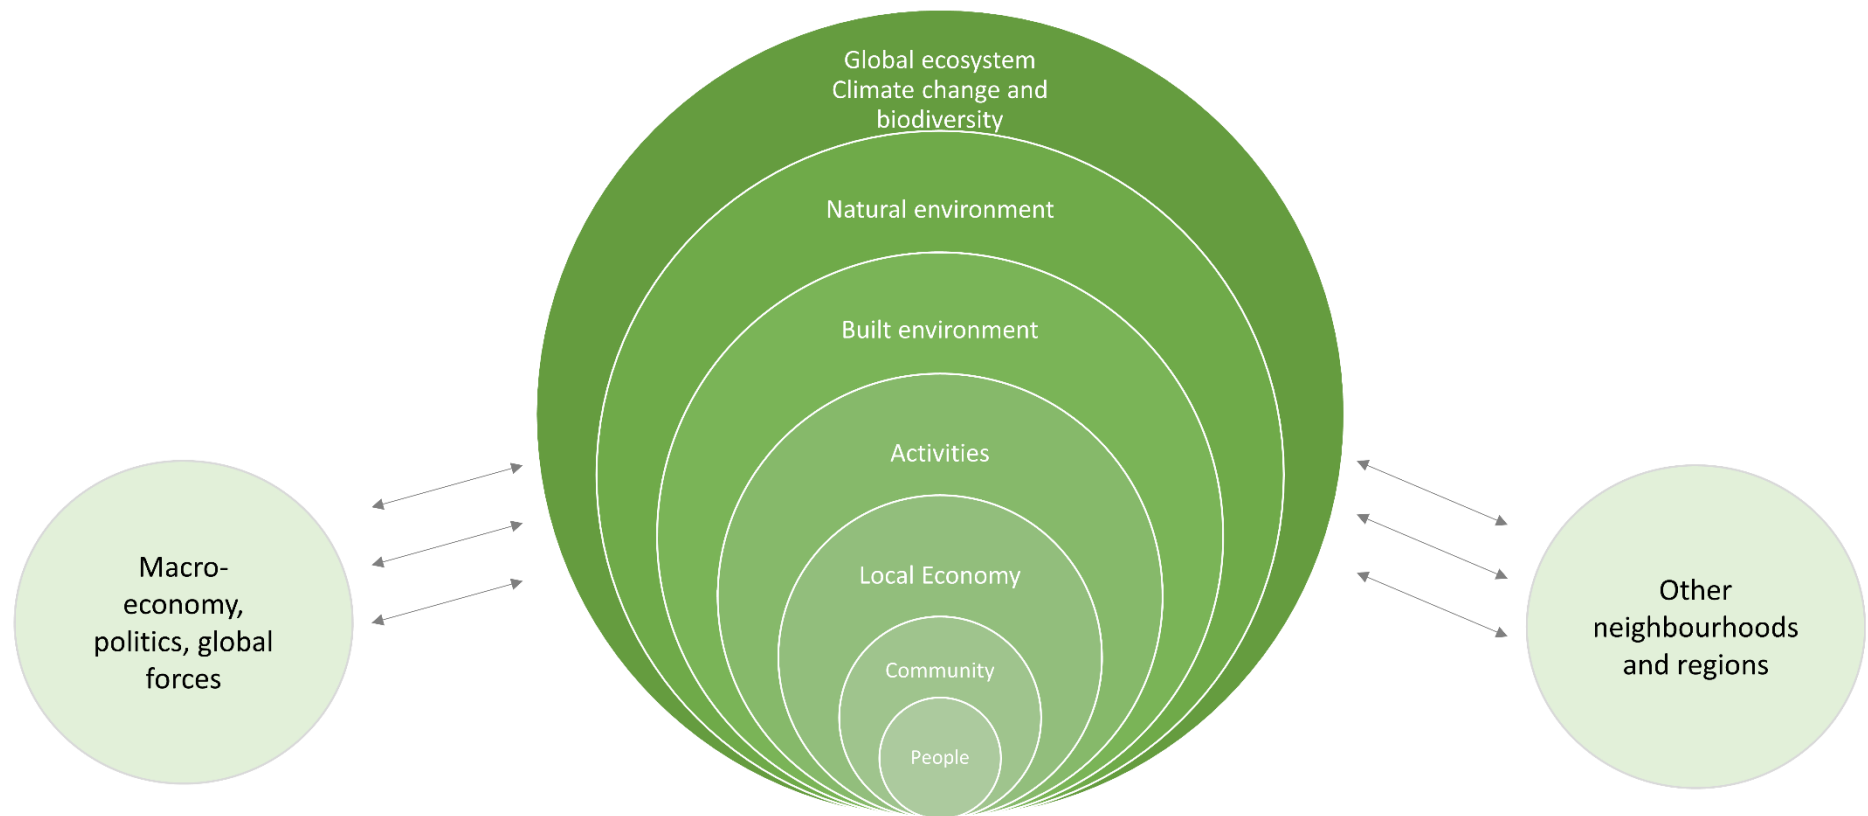 Global ecosystem
Climate change and
biodiversity
Natural environment
Built environment
Activities
Local Economy
Community
People
Macro-
economy,
politics, global
forces
Other
neighbourhoods
and regions